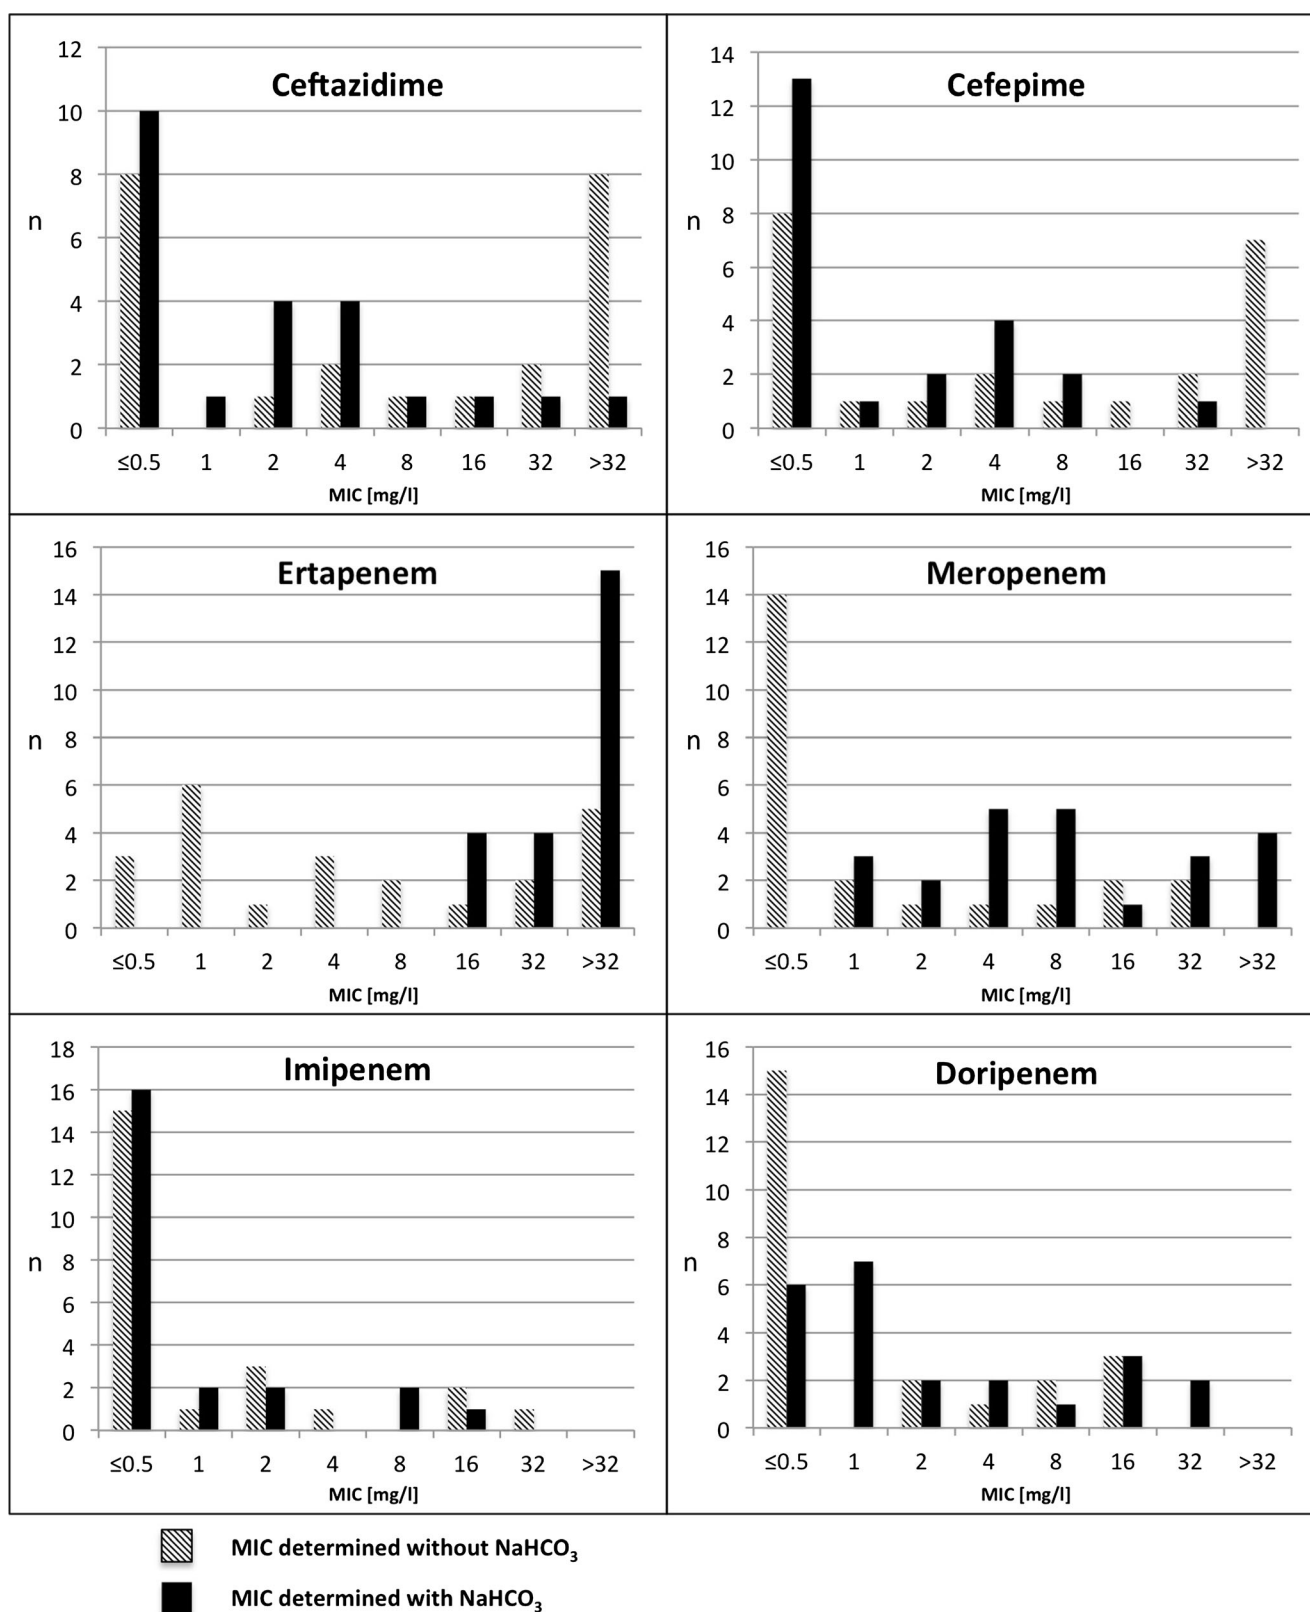 Ceftazidime
12
10
8
6
4
2
0
n
≤0.5 1 2 4 8 16 32 >32
MIC [mg/l]
Cefepime
14
12
10
8
6
4
2
0
n
≤0.5 1 2 4 8 16 32 >32
MIC [mg/l]
Ertapenem
16
14
12
10
8
6
4
2
0
n
≤0.5 1 2 4 8 16 32 >32
MIC [mg/l]
Meropenem
16
14
12
10
8
6
4
2
0
n
≤0.5 1 2 4 8 16 32 >32
MIC [mg/l]
Imipenem
18
16
14
12
10
8
6
4
2
0
n
≤0.5 1 2 4 8 16 32 >32
MIC [mg/l]
Doripenem
16
14
12
10
8
6
4
2
0
n
≤0.5 1 2 4 8 16 32 >32
MIC [mg/l]
MIC determined without NaHCO₃
MIC determined with NaHCO₃